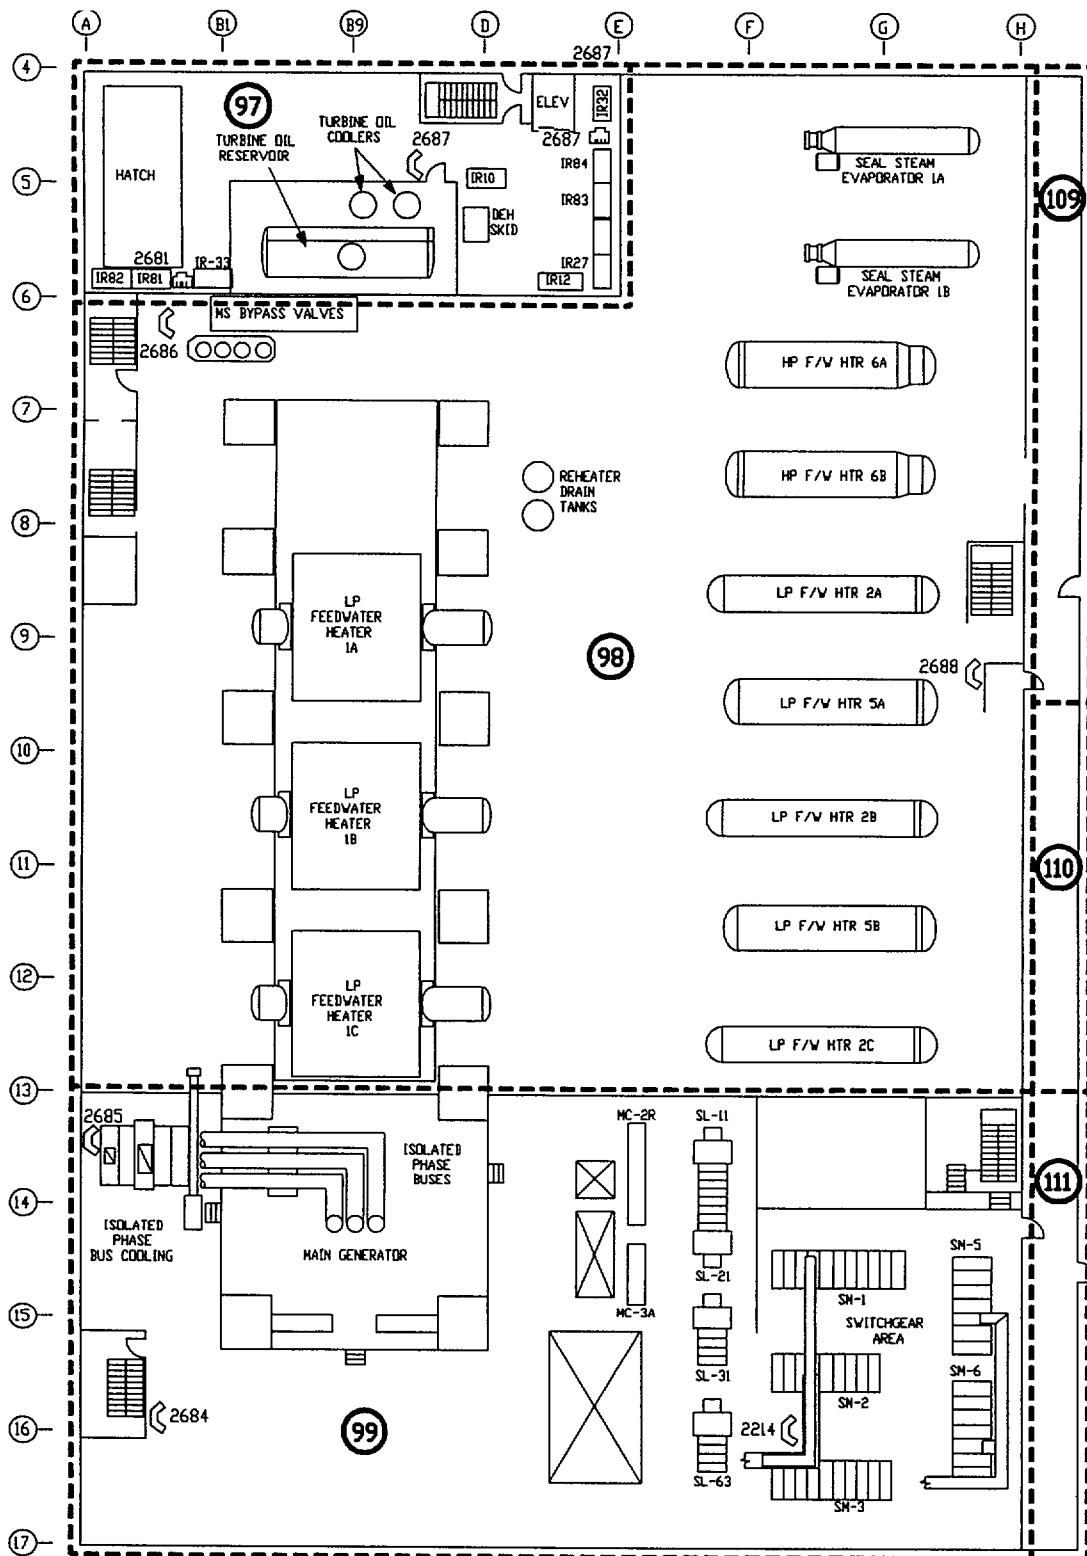 A B1 B9 D E F G H
4
2687
97
ELEV
IR32
TURBINE OIL
RESERVOIR
TURBINE OIL
COOLERS
2687
2687
HATCH
IR84
SEAL STEAM
EVAPORATOR 1A
5
IR10
IR83
109
DEH
SKID
2681
IR-33
IR27
SEAL STEAM
EVAPORATOR 1B
IR82
IR81
IR12
6
MS BYPASS VALVES
2686
HP F/W HTR 6A
7
REHEATER
DRAIN
TANKS
HP F/W HTR 6B
8
LP
FEEDWATER
HEATER
1A
LP F/W HTR 2A
9
98
2688
LP F/W HTR 5A
10
LP
FEEDWATER
HEATER
1B
LP F/W HTR 2B
11
110
LP F/W HTR 5B
12
LP
FEEDWATER
HEATER
1C
LP F/W HTR 2C
13
2685
MC-2R
SL-11
ISOLATED
PHASE
BUSES
111
14
ISOLATED
PHASE
BUS COOLING
MAIN GENERATOR
SM-5
SL-21
SM-1
15
MC-3A
SWITCHGEAR
AREA
SL-31
SM-6
SM-2
16
2684
99
2214
SL-63
SM-3
17